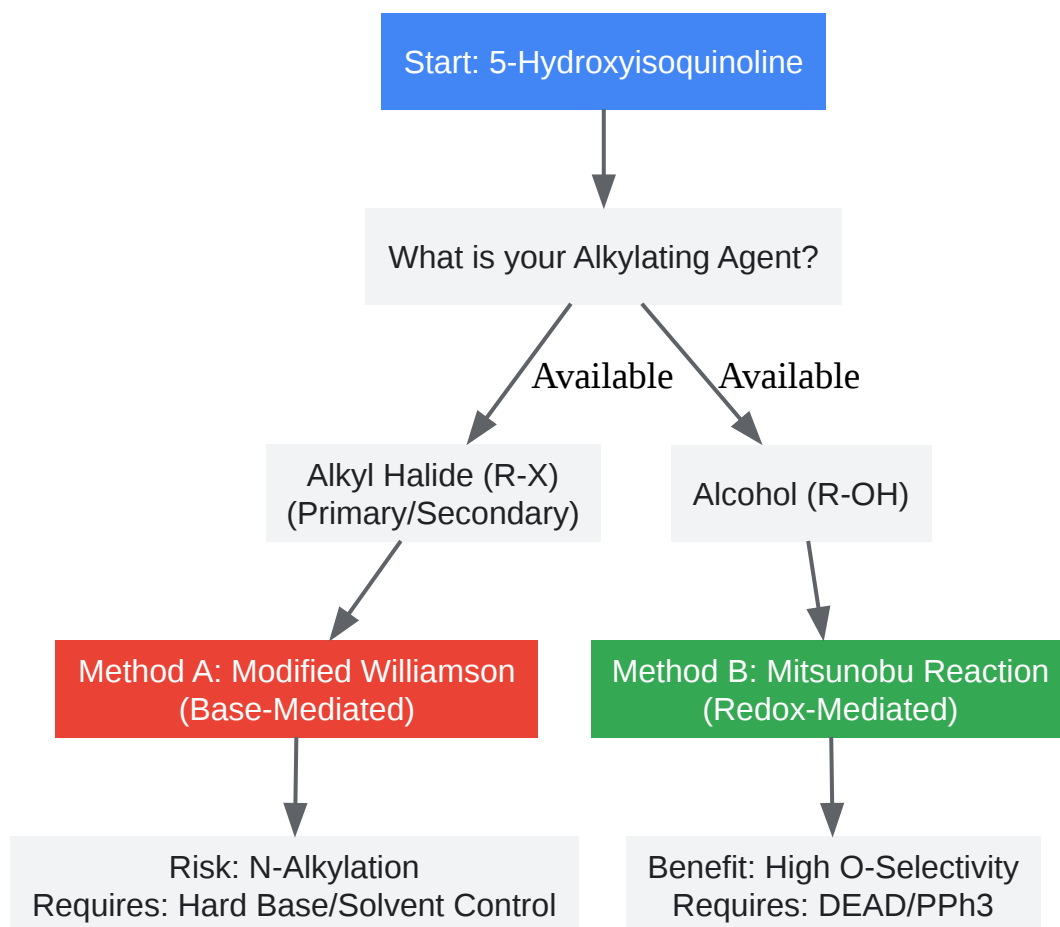 Start: 5-Hydroxyisoquinoline
What is your Alkylating Agent?
Available
Available
Alkyl Halide (R-X)
(Primary/Secondary)
Alcohol (R-OH)
Method A: Modified Williamson
(Base-Mediated)
Method B: Mitsunobu Reaction
(Redox-Mediated)
Risk: N-Alkylation
Requires: Hard Base/Solvent Control
Benefit: High O-Selectivity
Requires: DEAD/PPh3